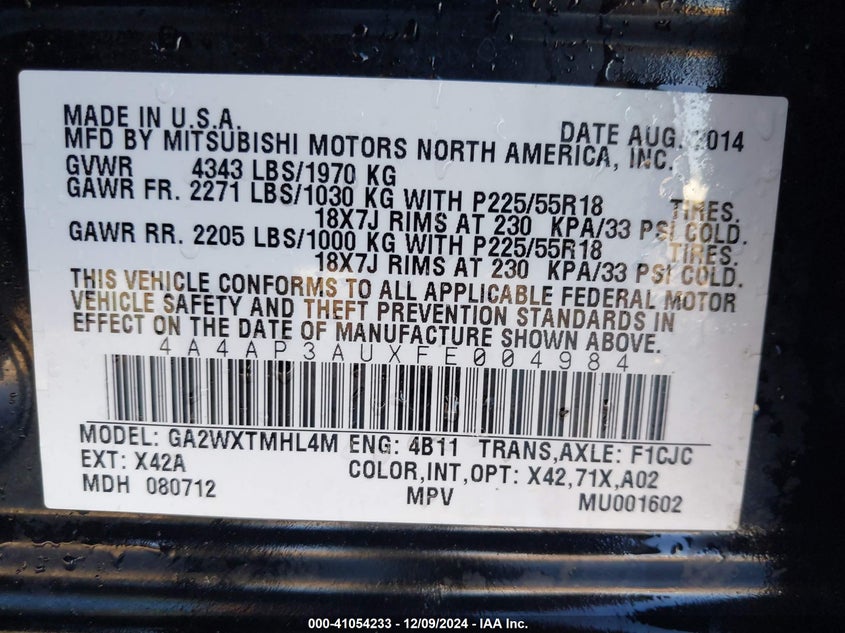 MADE IN U.S.A. DATE AUG. 2014
MFD BY MITSUBISHI MOTORS NORTH AMERICA, INC.
GVWR 4343 LBS/1970 KG
GAWR FR. 2271 LBS/1030 KG WITH P225/55R18 TIRES.
18X7J RIMS AT 230 KPA/33 PSI COLD.
GAWR RR. 2205 LBS/1000 KG WITH P225/55R18 TIRES.
18X7J RIMS AT 230 KPA/33 PSI COLD.
THIS VEHICLE CONFORMS TO ALL APPLICABLE FEDERAL MOTOR
VEHICLE SAFETY AND THEFT PREVENTION STANDARDS IN
EFFECT ON THE DATE OF MANUFACTURE SHOWN ABOVE.
4A4AP3AUXFE004984
MODEL: GA2WXTMHL4M ENG: 4B11 TRANS,AXLE: F1CJC
EXT: X42A COLOR,INT,OPT: X42,71X,A02
MDH 080712 MPV MU001602
000-41054233 - 12/09/2024 - IAA Inc.